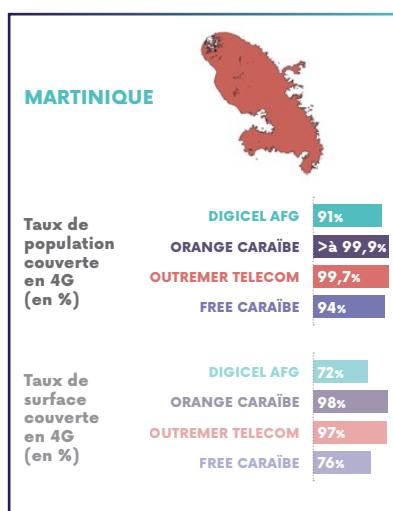 MARTINIQUE
Taux de
population
couverte
en 4G
(en %)
DIGICEL AFG 91%
ORANGE CARAÏBE >à 99,9%
OUTREMER TELECOM 99,7%
FREE CARAÏBE 94%
Taux de
surface
couverte
en 4G
(en %)
DIGICEL AFG 72%
ORANGE CARAÏBE 98%
OUTREMER TELECOM 97%
FREE CARAÏBE 76%